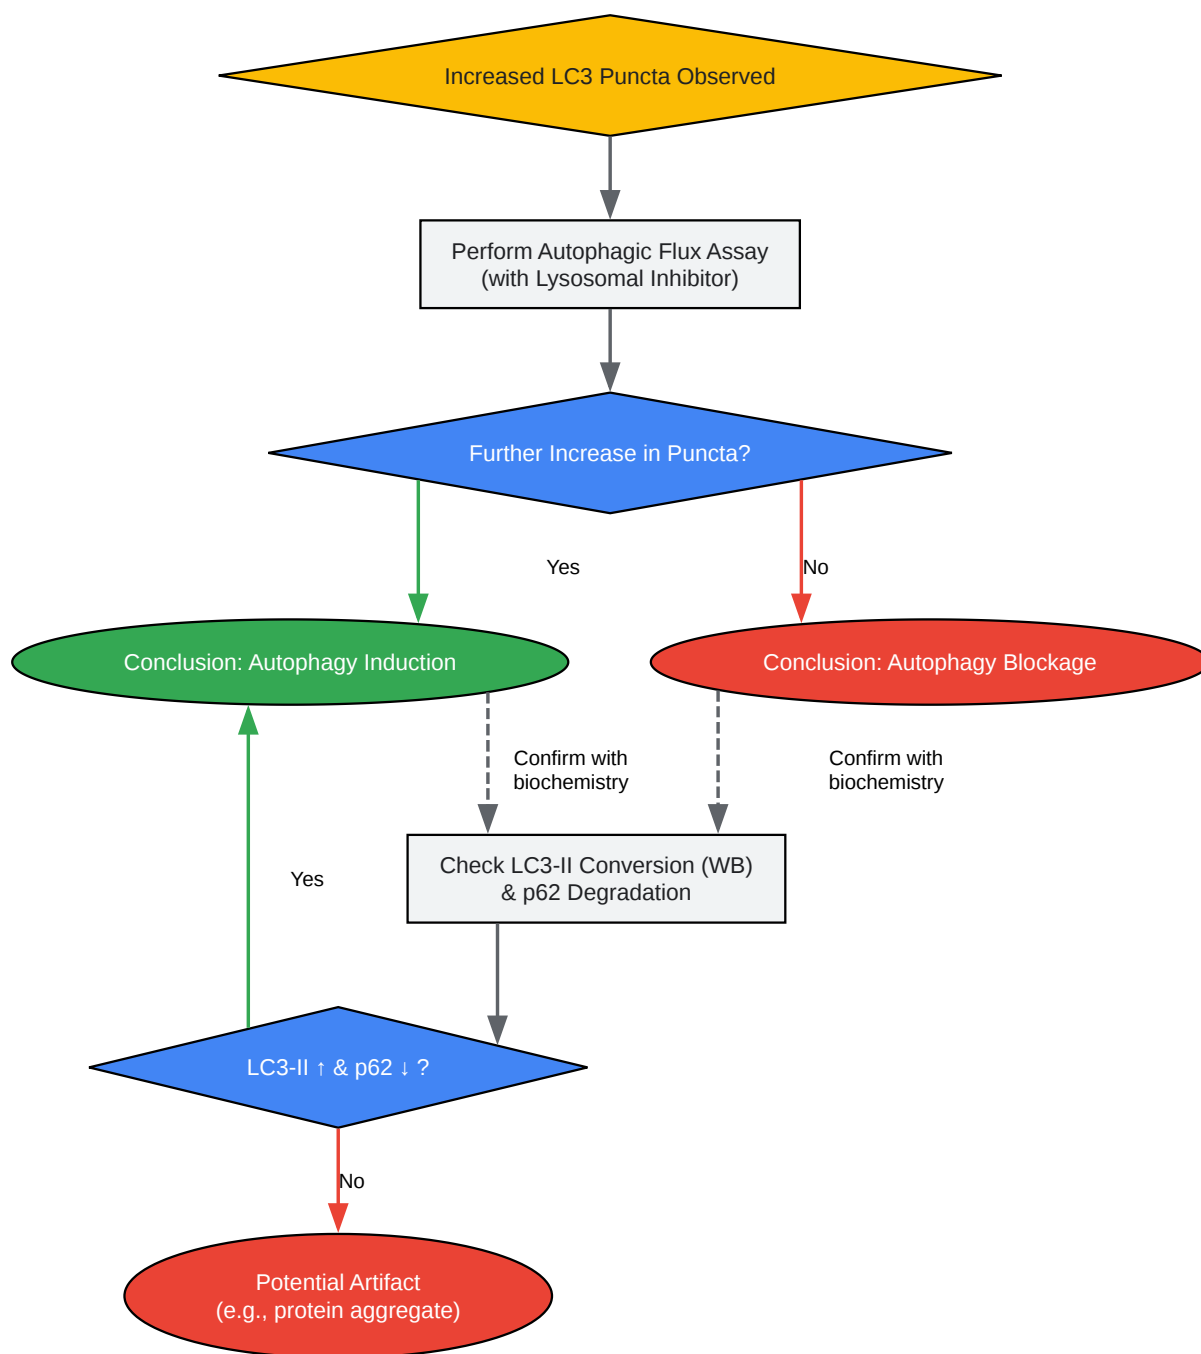 Increased LC3 Puncta Observed
Perform Autophagic Flux Assay
(with Lysosomal Inhibitor)
Further Increase in Puncta?
Yes
No
Conclusion: Autophagy Induction
Conclusion: Autophagy Blockage
Confirm with
biochemistry
Confirm with
biochemistry
Check LC3-II Conversion (WB)
& p62 Degradation
Yes
LC3-II ↑ & p62 ↓ ?
No
Potential Artifact
(e.g., protein aggregate)